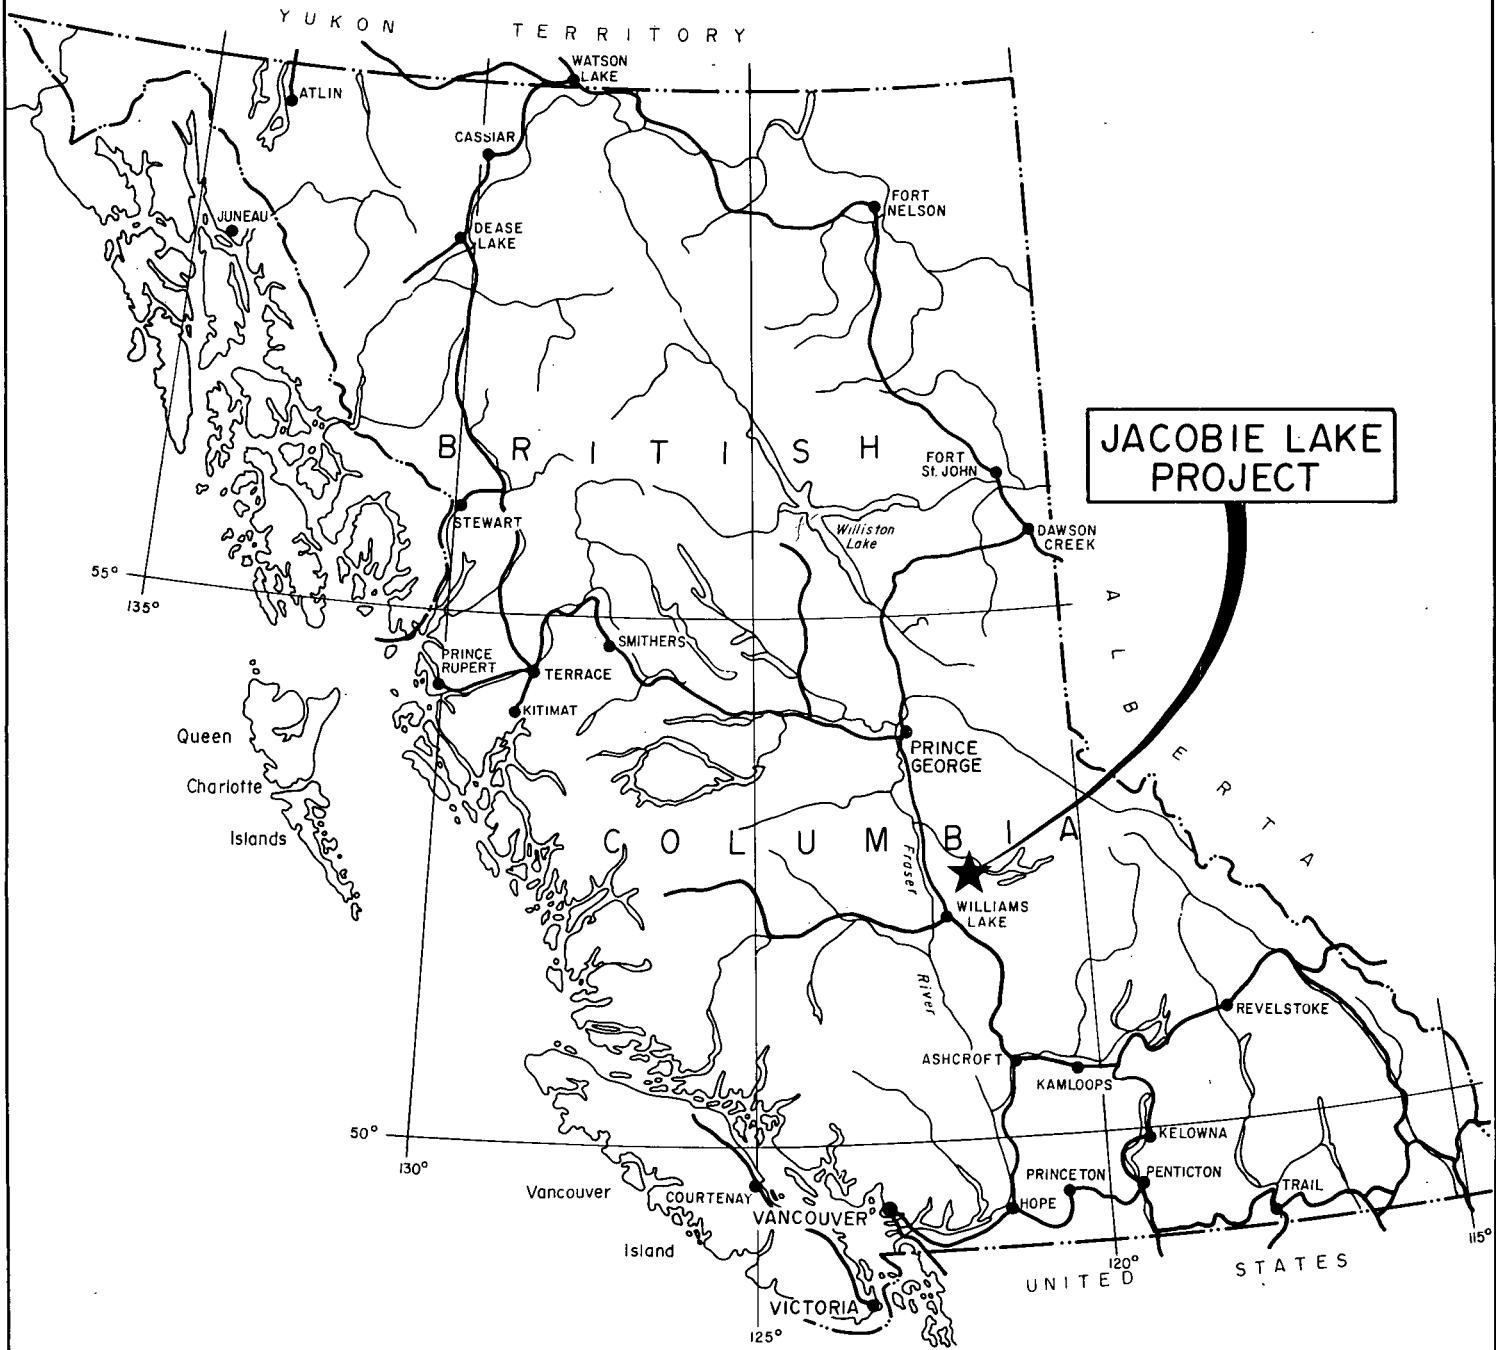 YUKON TERRITORY
WATSON
LAKE
ATLIN
CASSIAR
FORT
NELSON
JUNEAU
DEASE
LAKE
JACOBIE LAKE
PROJECT
BRITISH
FORT
St. JOHN
STEWART
Williston
Lake
DAWSON
CREEK
55°
135°
ALBERTA
SMITHERS
PRINCE
RUPERT
TERRACE
KITIMAT
Queen
Charlotte
Islands
PRINCE
GEORGE
COLUMBIA
Fraser
WILLIAMS
LAKE
River
REVELSTOKE
ASHCROFT
KAMLOOPS
50°
130°
KELOWNA
PRINCETON
PENTICTON
TRAIL
Vancouver
COURTENAY
HOPE
VANCOUVER
Island
120°
115°
UNITED STATES
VICTORIA
125°